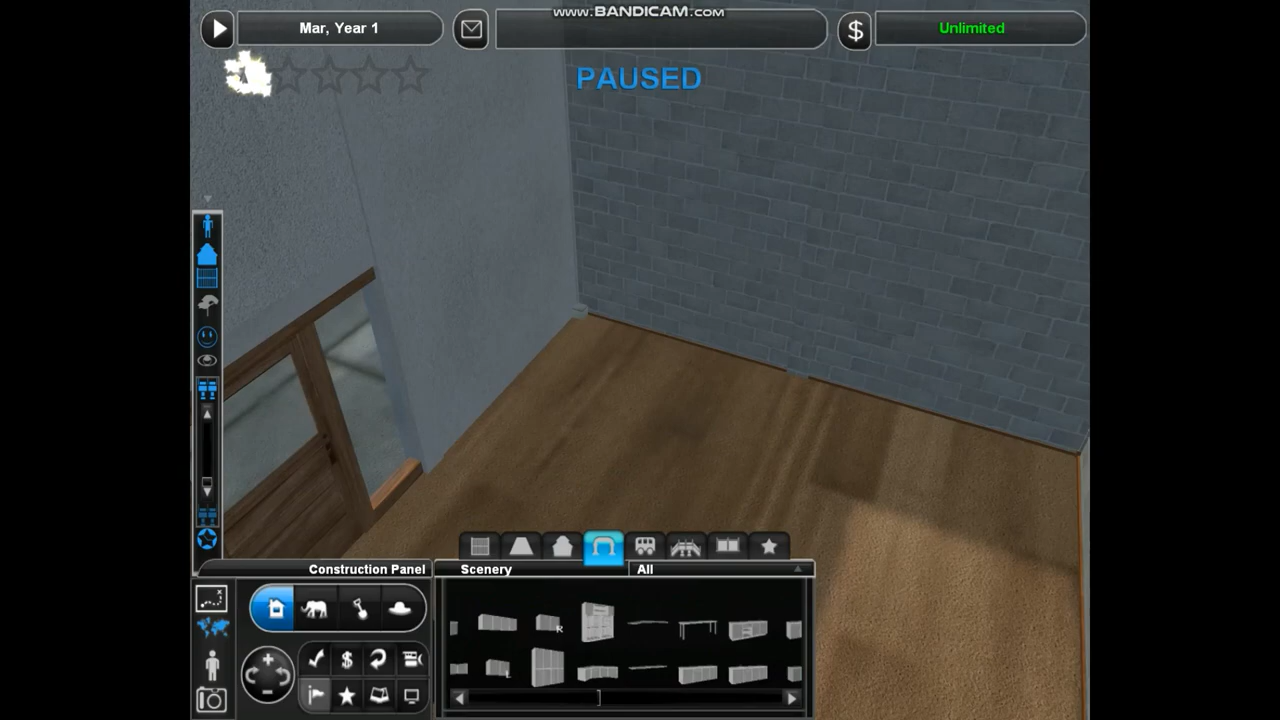 www.BANDICAM.com
Mar, Year 1
$
Unlimited
PAUSED
Construction Panel
Scenery
All
$
R
L